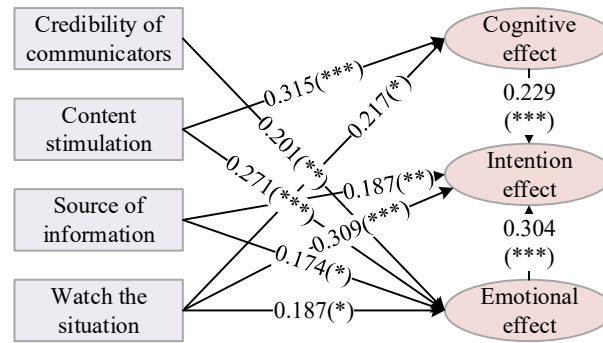 Credibility of
communicators
Content
stimulation
Source of
information
Watch the
situation
0.315(***)
0.217(*)
0.201(**)
0.271(***)
0.187(**)
-0.309(***)
0.174(*)
0.187(*)
Cognitive
effect
0.229
(***)
Intention
effect
0.304
(***)
Emotional
effect